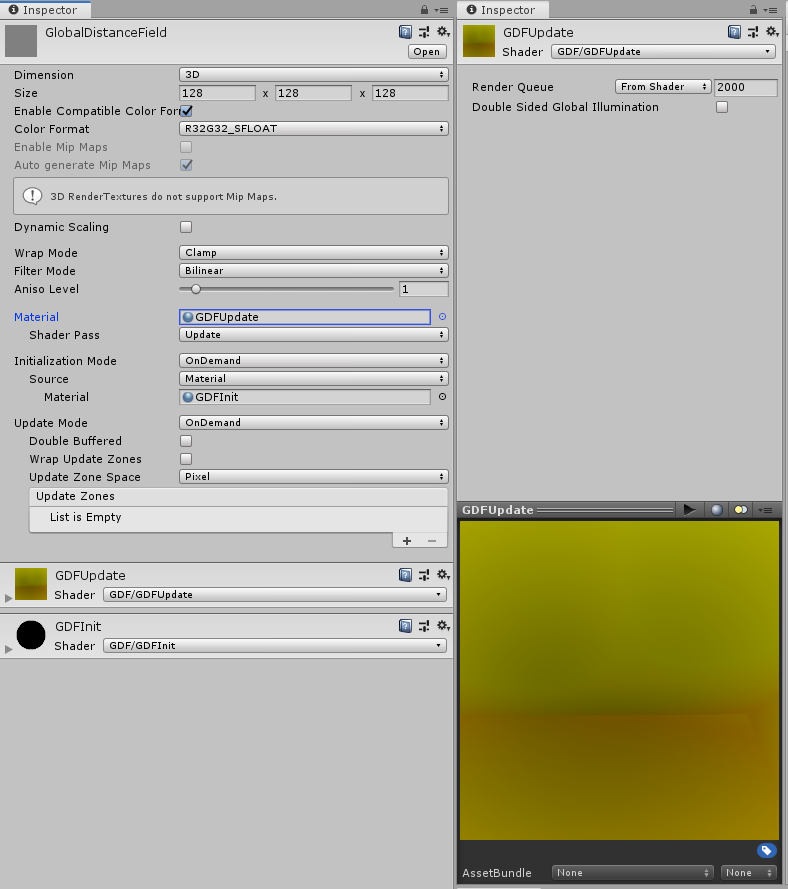 Inspector
GlobalDistanceField
Open
Dimension 3D
Size 128 x 128 x 128
Enable Compatible Color For
Color Format R32G32_SFLOAT
Enable Mip Maps
Auto generate Mip Maps
3D RenderTextures do not support Mip Maps.
Dynamic Scaling
Wrap Mode Clamp
Filter Mode Bilinear
Aniso Level 1
Material GDFUpdate
Shader Pass Update
Initialization Mode OnDemand
Source Material
Material GDFInit
Update Mode OnDemand
Double Buffered
Wrap Update Zones
Update Zone Space Pixel
Update Zones
List is Empty
GDFUpdate
Shader GDF/GDFUpdate
GDFInit
Shader GDF/GDFInit
Inspector
GDFUpdate
Shader GDF/GDFUpdate
Render Queue From Shader 2000
Double Sided Global Illumination
GDFUpdate
AssetBundle None None